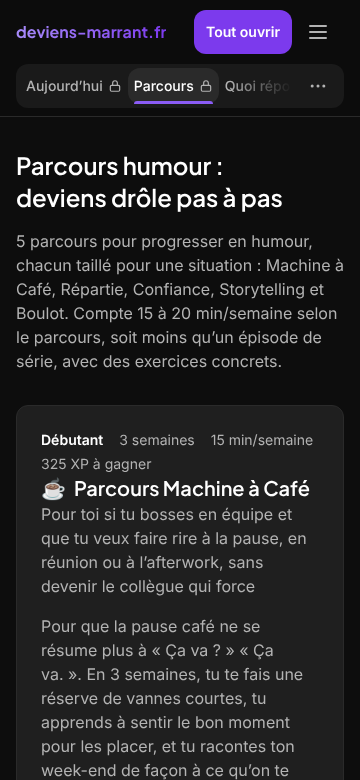 deviens-marrant.fr
Tout ouvrir
Aujourd’hui
Parcours
Quoi répo
Parcours humour :
deviens drôle pas à pas
5 parcours pour progresser en humour,
chacun taillé pour une situation : Machine à
Café, Répartie, Confiance, Storytelling et
Boulot. Compte 15 à 20 min/semaine selon
le parcours, soit moins qu’un épisode de
série, avec des exercices concrets.
Débutant 3 semaines 15 min/semaine
325 XP à gagner
☕ Parcours Machine à Café
Pour toi si tu bosses en équipe et
que tu veux faire rire à la pause, en
réunion ou à l’afterwork, sans
devenir le collègue qui force
Pour que la pause café ne se
résume plus à « Ça va ? » « Ça
va. ». En 3 semaines, tu te fais une
réserve de vannes courtes, tu
apprends à sentir le bon moment
pour les placer, et tu racontes ton
week-end de façon à ce qu’on te